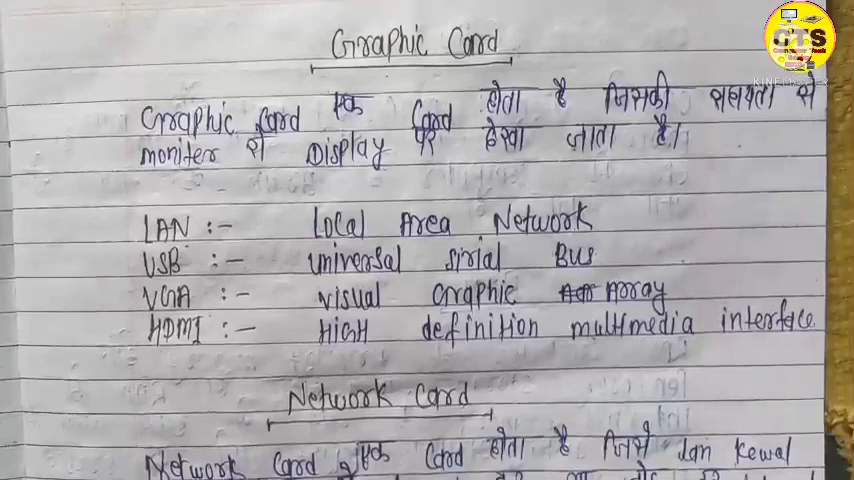 CTS
KINEMASTER
Graphic Card
Graphic Card एक Card होता है जिसकी सहायता से
moniter से Display पर देखा जाता है।
LAN :- Local Area Network
USB :- universal sirial Bus
VGA :- visual Graphic Array
HDMI :- HIGH definition multimedia interface
Network Card
Network Card एक Card होता है जिसे Lan Kewal